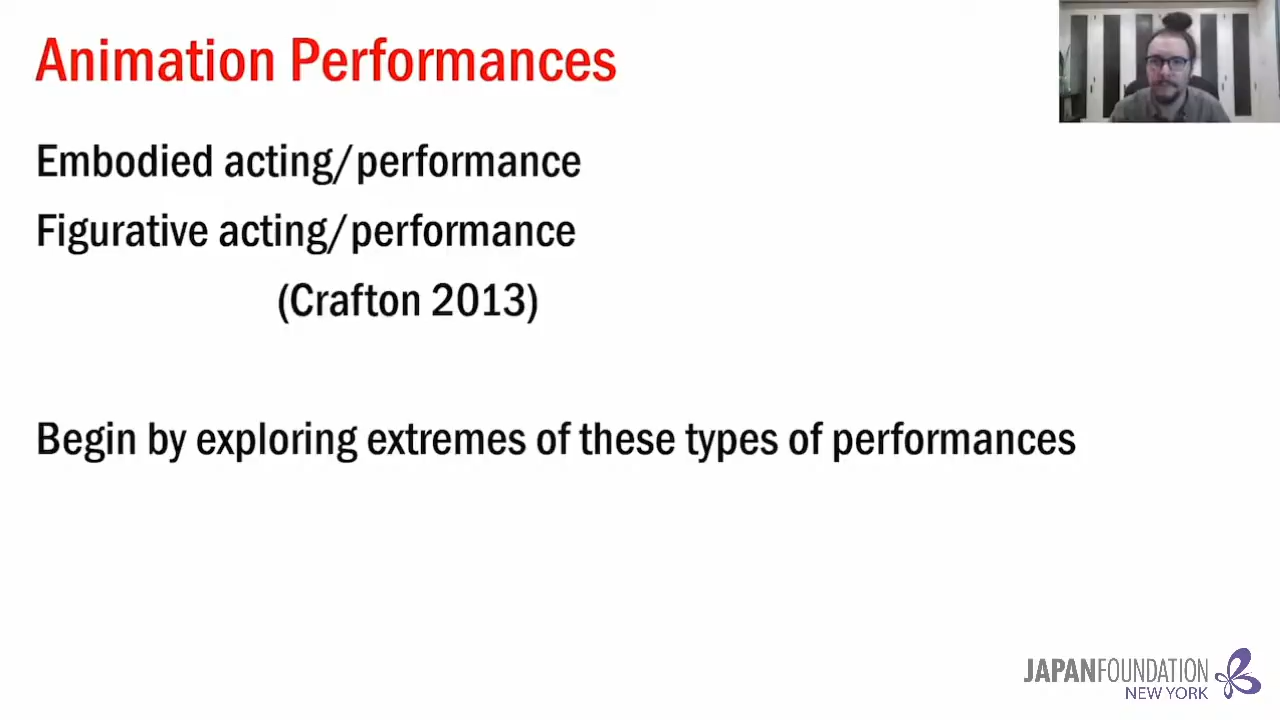 Animation Performances
Embodied acting/performance
Figurative acting/performance
(Crafton 2013)
Begin by exploring extremes of these types of performances
JAPANFOUNDATION
NEW YORK